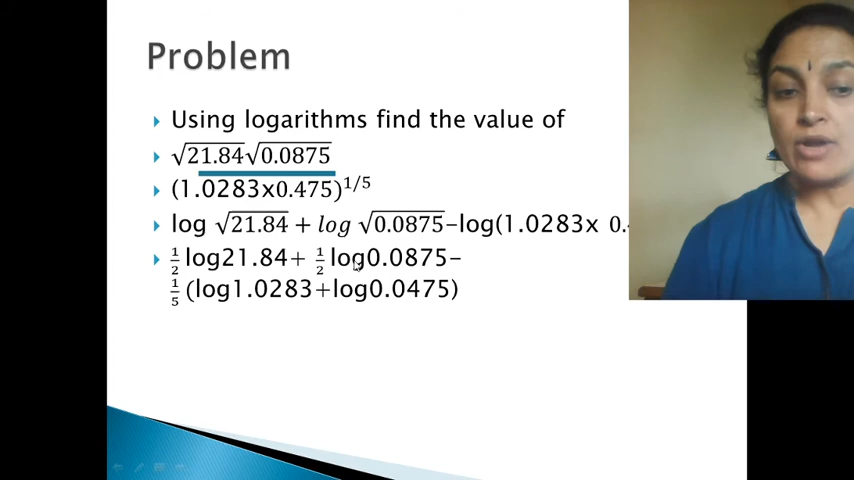 Problem
Using logarithms find the value of
√21.84√0.0875
(1.0283x0.475)^1/5
log √21.84 + log √0.0875–log(1.0283x 0.
1/2 log21.84+ 1/2 log0.0875–
1/5 (log1.0283+log0.0475)